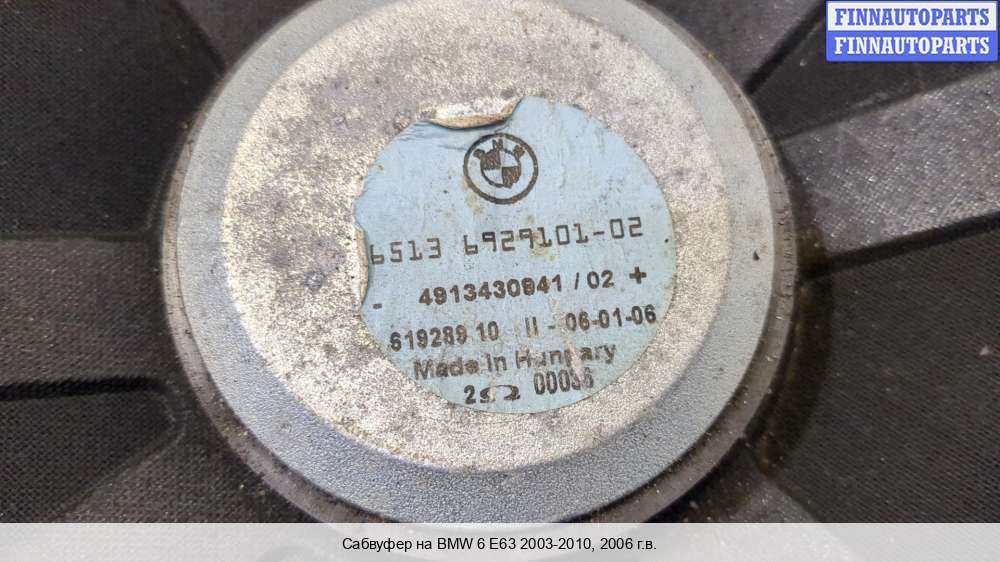 FINNAUTOPARTS
FINNAUTOPARTS
BMW
6513 6929101-02
- 4913430941 / 02 +
619289 10 II - 06-01-06
Made in Hungary
2Ω 00036
Сабвуфер на BMW 6 E63 2003-2010, 2006 г.в.